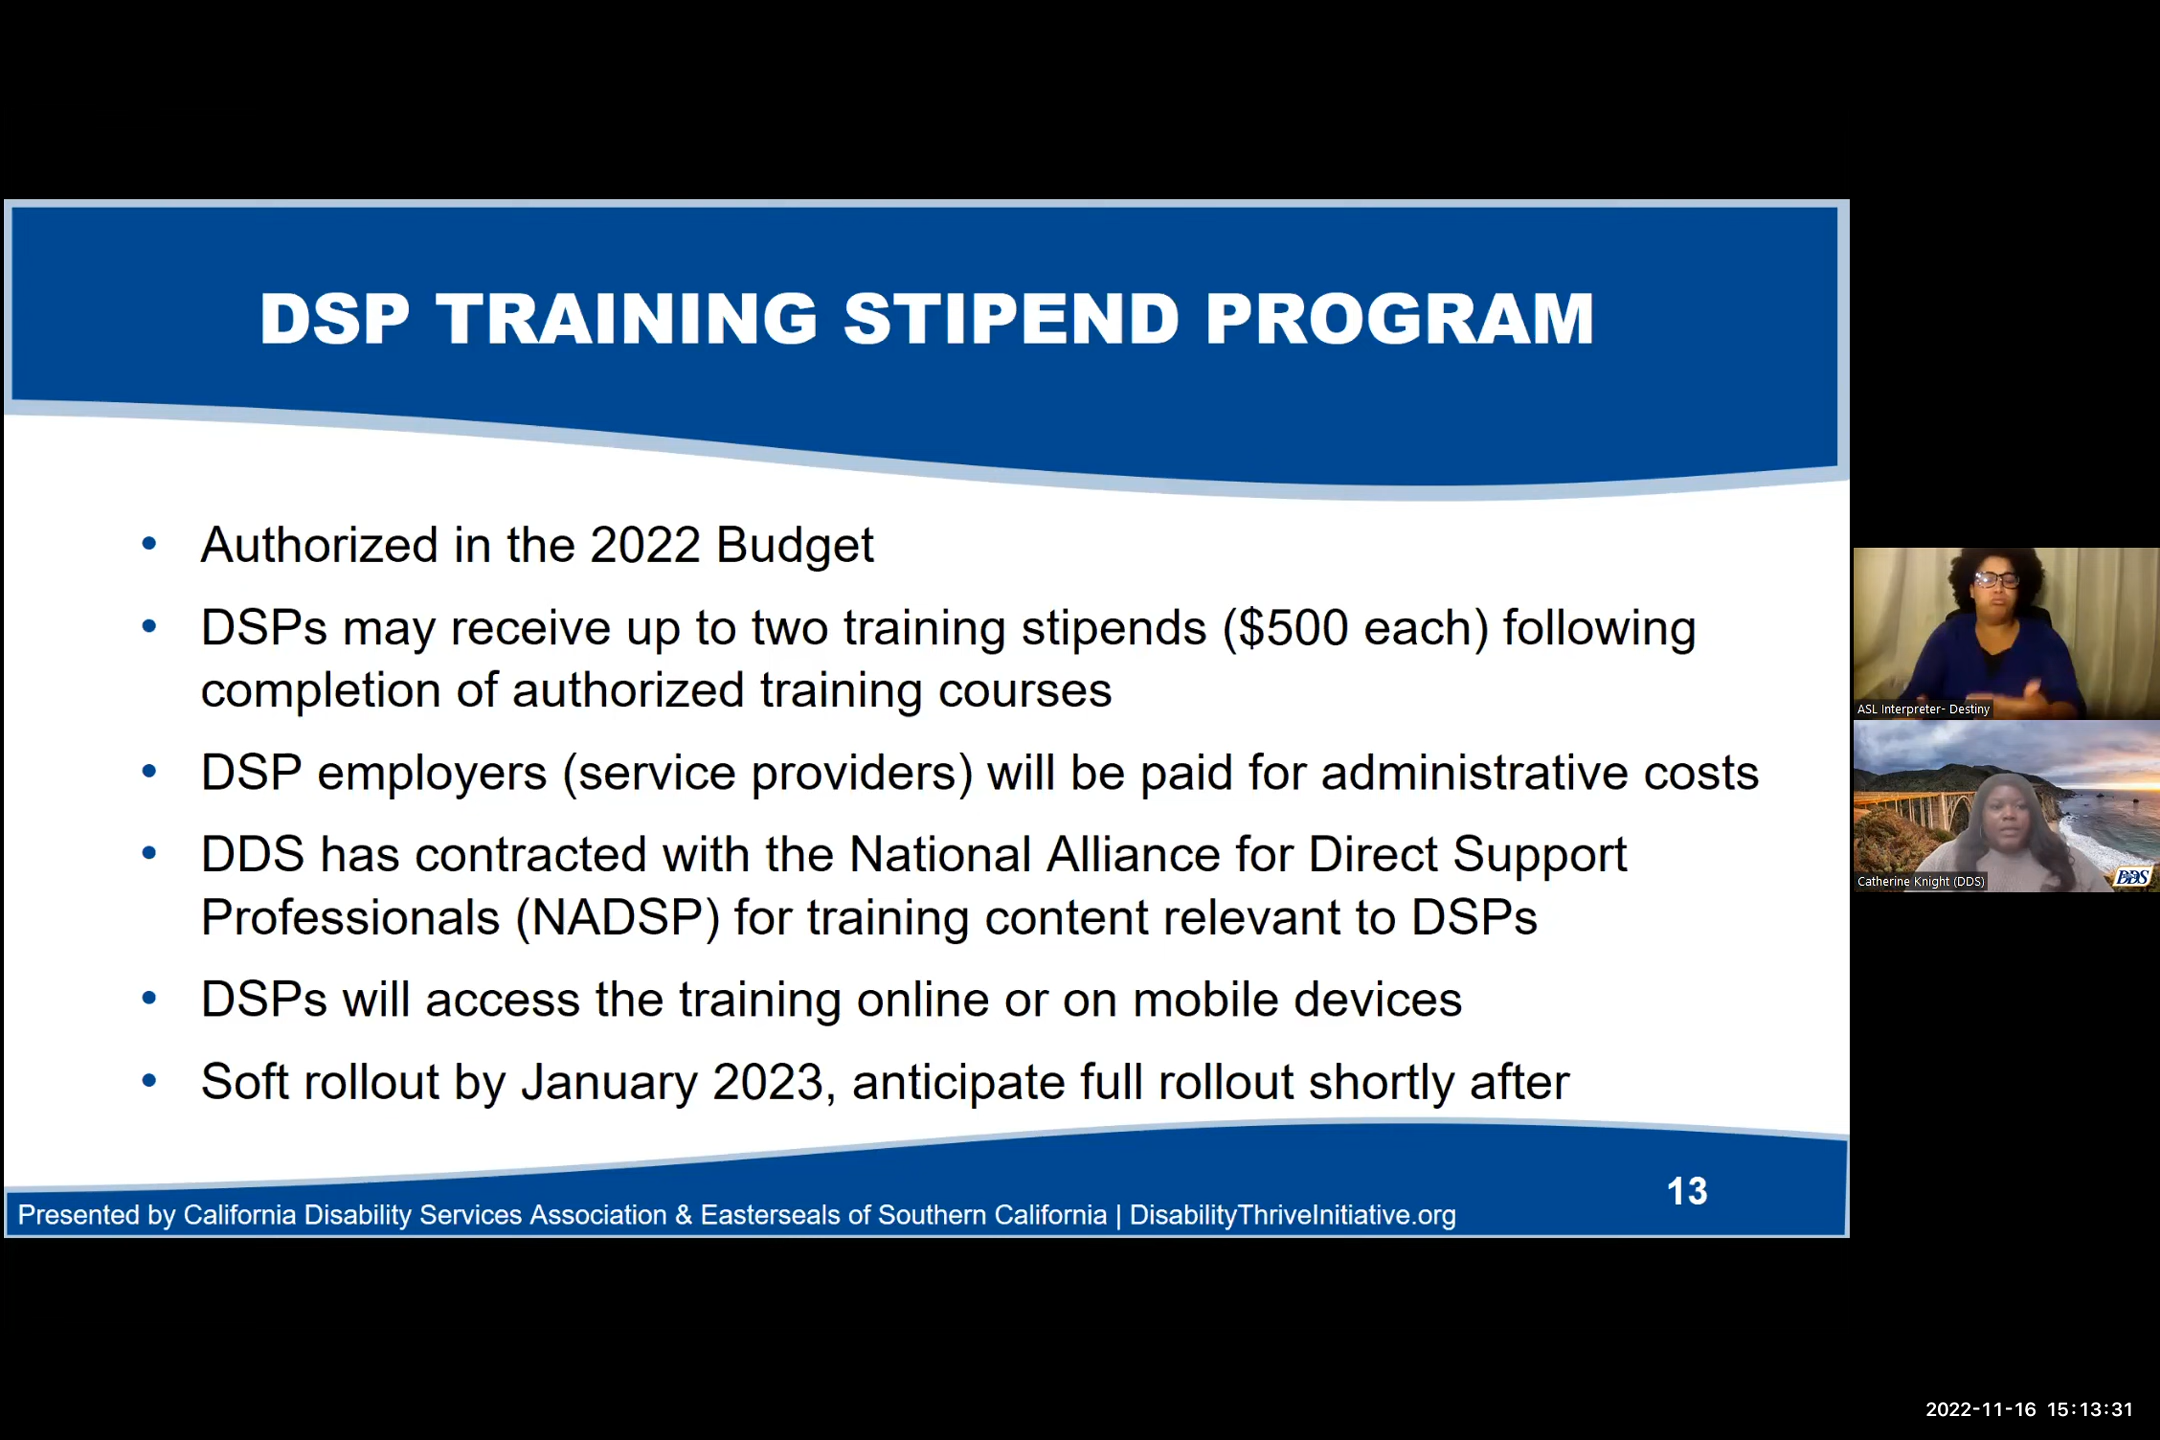 DSP TRAINING STIPEND PROGRAM
• Authorized in the 2022 Budget
• DSPs may receive up to two training stipends ($500 each) following
completion of authorized training courses
• DSP employers (service providers) will be paid for administrative costs
• DDS has contracted with the National Alliance for Direct Support
Professionals (NADSP) for training content relevant to DSPs
• DSPs will access the training online or on mobile devices
• Soft rollout by January 2023, anticipate full rollout shortly after
13
Presented by California Disability Services Association & Easterseals of Southern California | DisabilityThriveInitiative.org
ASL Interpreter- Destiny
DDS
Catherine Knight (DDS)
2022-11-16 15:13:31